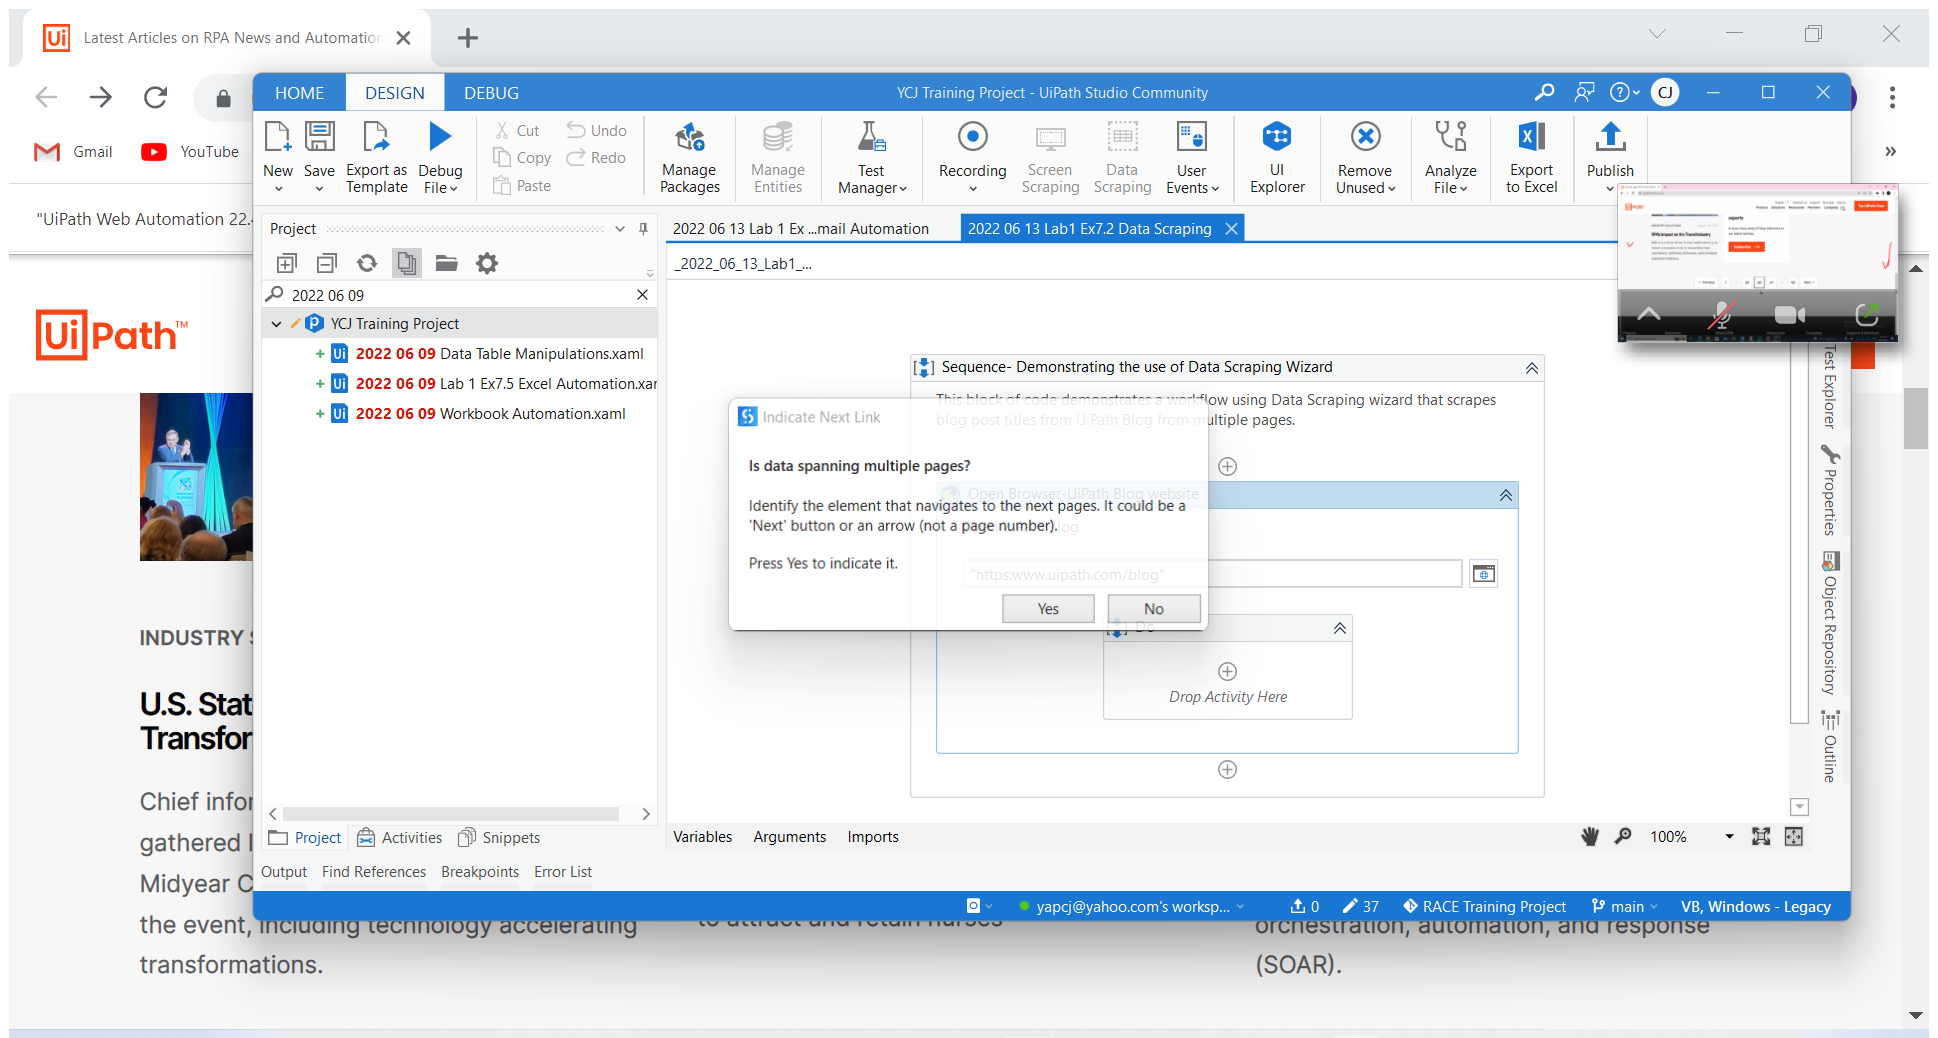 Latest Articles on RPA News and Automation
Gmail
YouTube
»
"UiPath Web Automation 22.
UiPath™
INDUSTRY
U.S. Stat
Transfor
Chief infor
gathered
Midyear C
the event, including technology accelerating
transformations.
to attract and retain nurses
orchestration, automation, and response
(SOAR).
HOME
DESIGN
DEBUG
YCJ Training Project - UiPath Studio Community
CJ
New
Save
Export as
Template
Debug
File
Cut
Copy
Paste
Undo
Redo
Manage
Packages
Manage
Entities
Test
Manager
Recording
Screen
Scraping
Data
Scraping
User
Events
UI
Explorer
Remove
Unused
Analyze
File
Export
to Excel
Publish
Project
2022 06 09
YCJ Training Project
2022 06 09 Data Table Manipulations.xaml
2022 06 09 Lab 1 Ex7.5 Excel Automation.xar
2022 06 09 Workbook Automation.xaml
Project
Activities
Snippets
2022 06 13 Lab 1 Ex ...mail Automation
2022 06 13 Lab1 Ex7.2 Data Scraping
_2022_06_13_Lab1_...
Sequence- Demonstrating the use of Data Scraping Wizard
This block of code demonstrates a workflow using Data Scraping wizard that scrapes
blog post titles from UiPath Blog from multiple pages.
Open Browser-UiPath Blog website
"https:www.uipath.com/blog"
Do
Drop Activity Here
Indicate Next Link
Is data spanning multiple pages?
Identify the element that navigates to the next pages. It could be a
'Next' button or an arrow (not a page number).
Press Yes to indicate it.
Yes
No
Test Explorer
Properties
Object Repository
Outline
Variables
Arguments
Imports
100%
Output
Find References
Breakpoints
Error List
yapcj@yahoo.com's worksp...
0
37
RACE Training Project
main
VB, Windows - Legacy